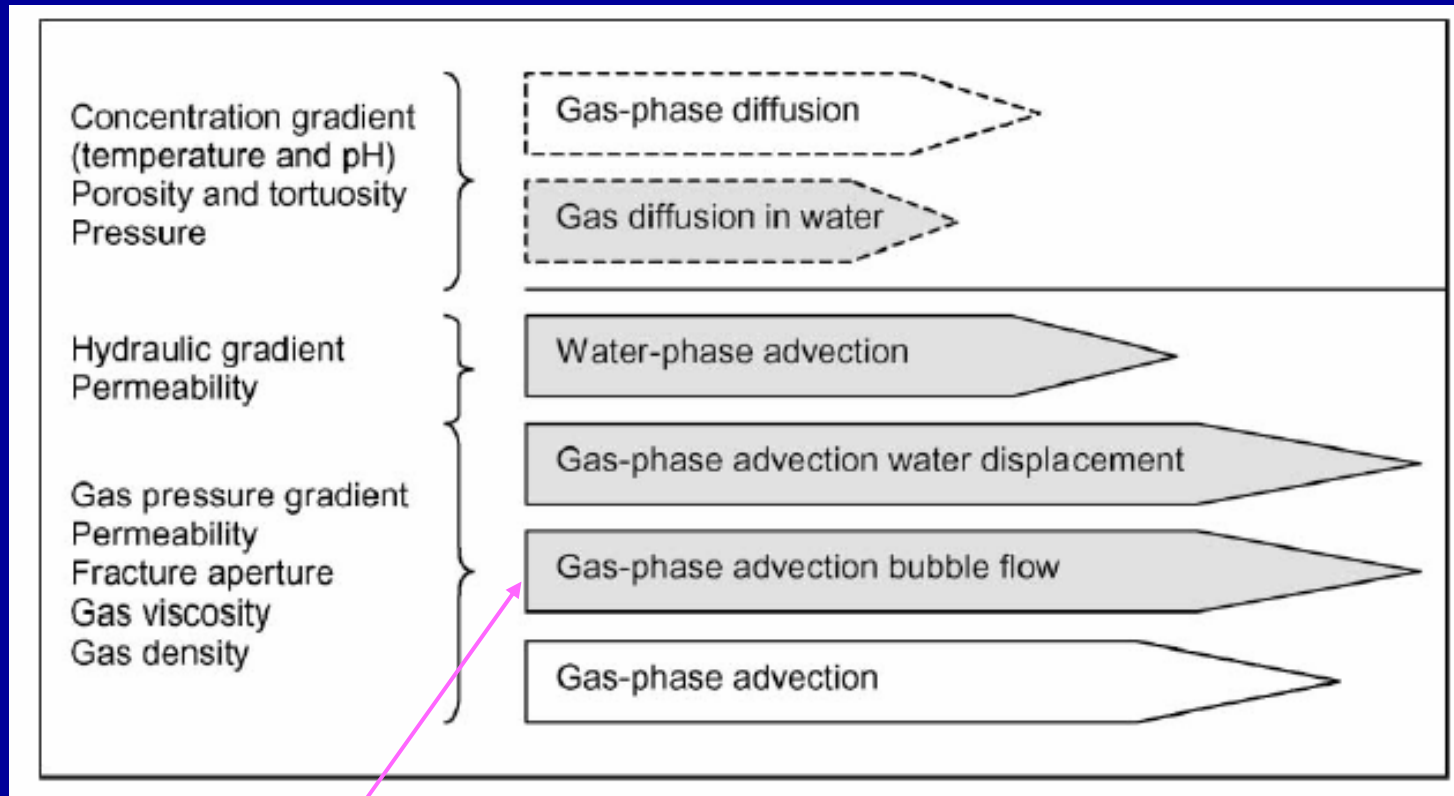 Concentration gradient
(temperature and pH)
Porosity and tortuosity
Pressure
Gas-phase diffusion
Gas diffusion in water
Hydraulic gradient
Permeability
Water-phase advection
Gas pressure gradient
Permeability
Fracture aperture
Gas viscosity
Gas density
Gas-phase advection water displacement
Gas-phase advection bubble flow
Gas-phase advection